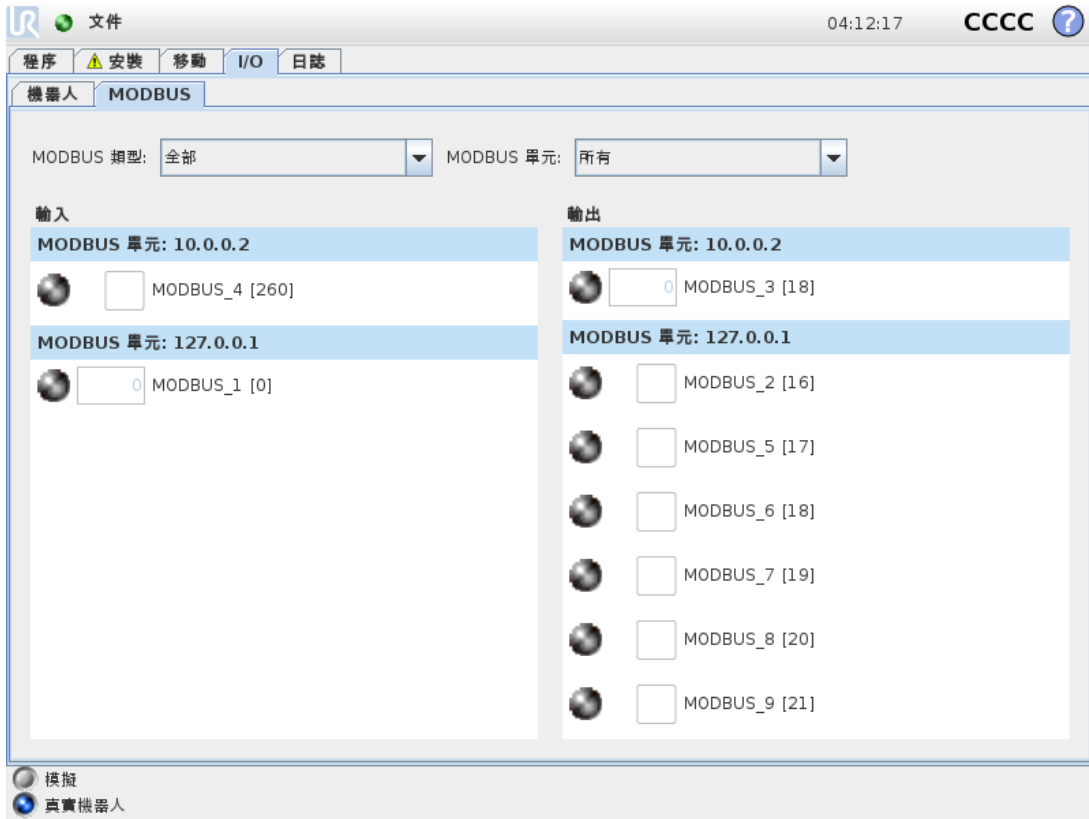 UR 文件 04:12:17 CCCC ?
程序 安裝 移動 I/O 日誌
機器人 MODBUS
MODBUS 類型: 全部 MODBUS 單元: 所有
輸入
MODBUS 單元: 10.0.0.2
MODBUS_4 [260]
MODBUS 單元: 127.0.0.1
0 MODBUS_1 [0]
輸出
MODBUS 單元: 10.0.0.2
0 MODBUS_3 [18]
MODBUS 單元: 127.0.0.1
MODBUS_2 [16]
MODBUS_5 [17]
MODBUS_6 [18]
MODBUS_7 [19]
MODBUS_8 [20]
MODBUS_9 [21]
模擬
真實機器人